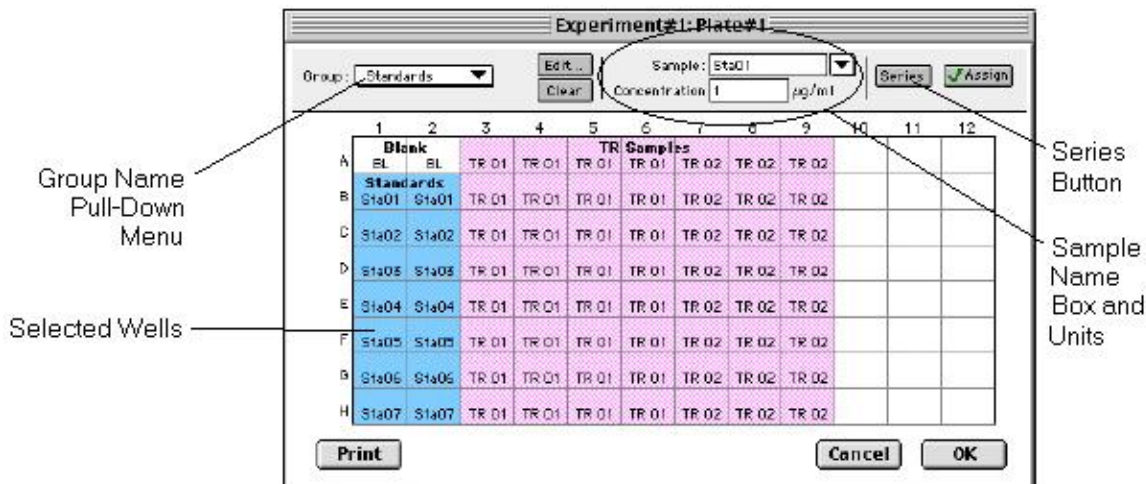 Experiment#1: Plate#1
Group: Standards Edit... Sample: Sta01 Series Assign
Clear Concentration 1 µg/ml
1 2 3 4 5 6 7 8 9 10 11 12
Blank TR Samples
A BL BL TR 01 TR 01 TR 01 TR 01 TR 02 TR 02 TR 02
Standards
B Sta01 Sta01 TR 01 TR 01 TR 01 TR 01 TR 02 TR 02 TR 02
C Sta02 Sta02 TR 01 TR 01 TR 01 TR 01 TR 02 TR 02 TR 02
D Sta03 Sta03 TR 01 TR 01 TR 01 TR 01 TR 02 TR 02 TR 02
E Sta04 Sta04 TR 01 TR 01 TR 01 TR 01 TR 02 TR 02 TR 02
F Sta05 Sta05 TR 01 TR 01 TR 01 TR 01 TR 02 TR 02 TR 02
G Sta06 Sta06 TR 01 TR 01 TR 01 TR 01 TR 02 TR 02 TR 02
H Sta07 Sta07 TR 01 TR 01 TR 01 TR 01 TR 02 TR 02 TR 02
Print Cancel OK
Group Name
Pull-Down
Menu
Selected Wells
Series
Button
Sample
Name
Box and
Units